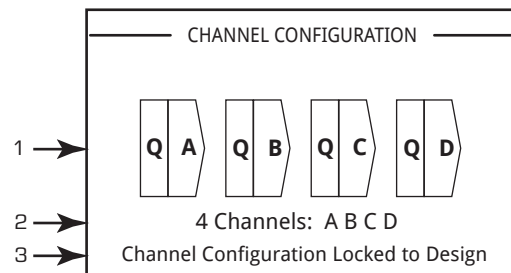 CHANNEL CONFIGURATION
1 Q A Q B Q C Q D
2 4 Channels: A B C D
3 Channel Configuration Locked to Design